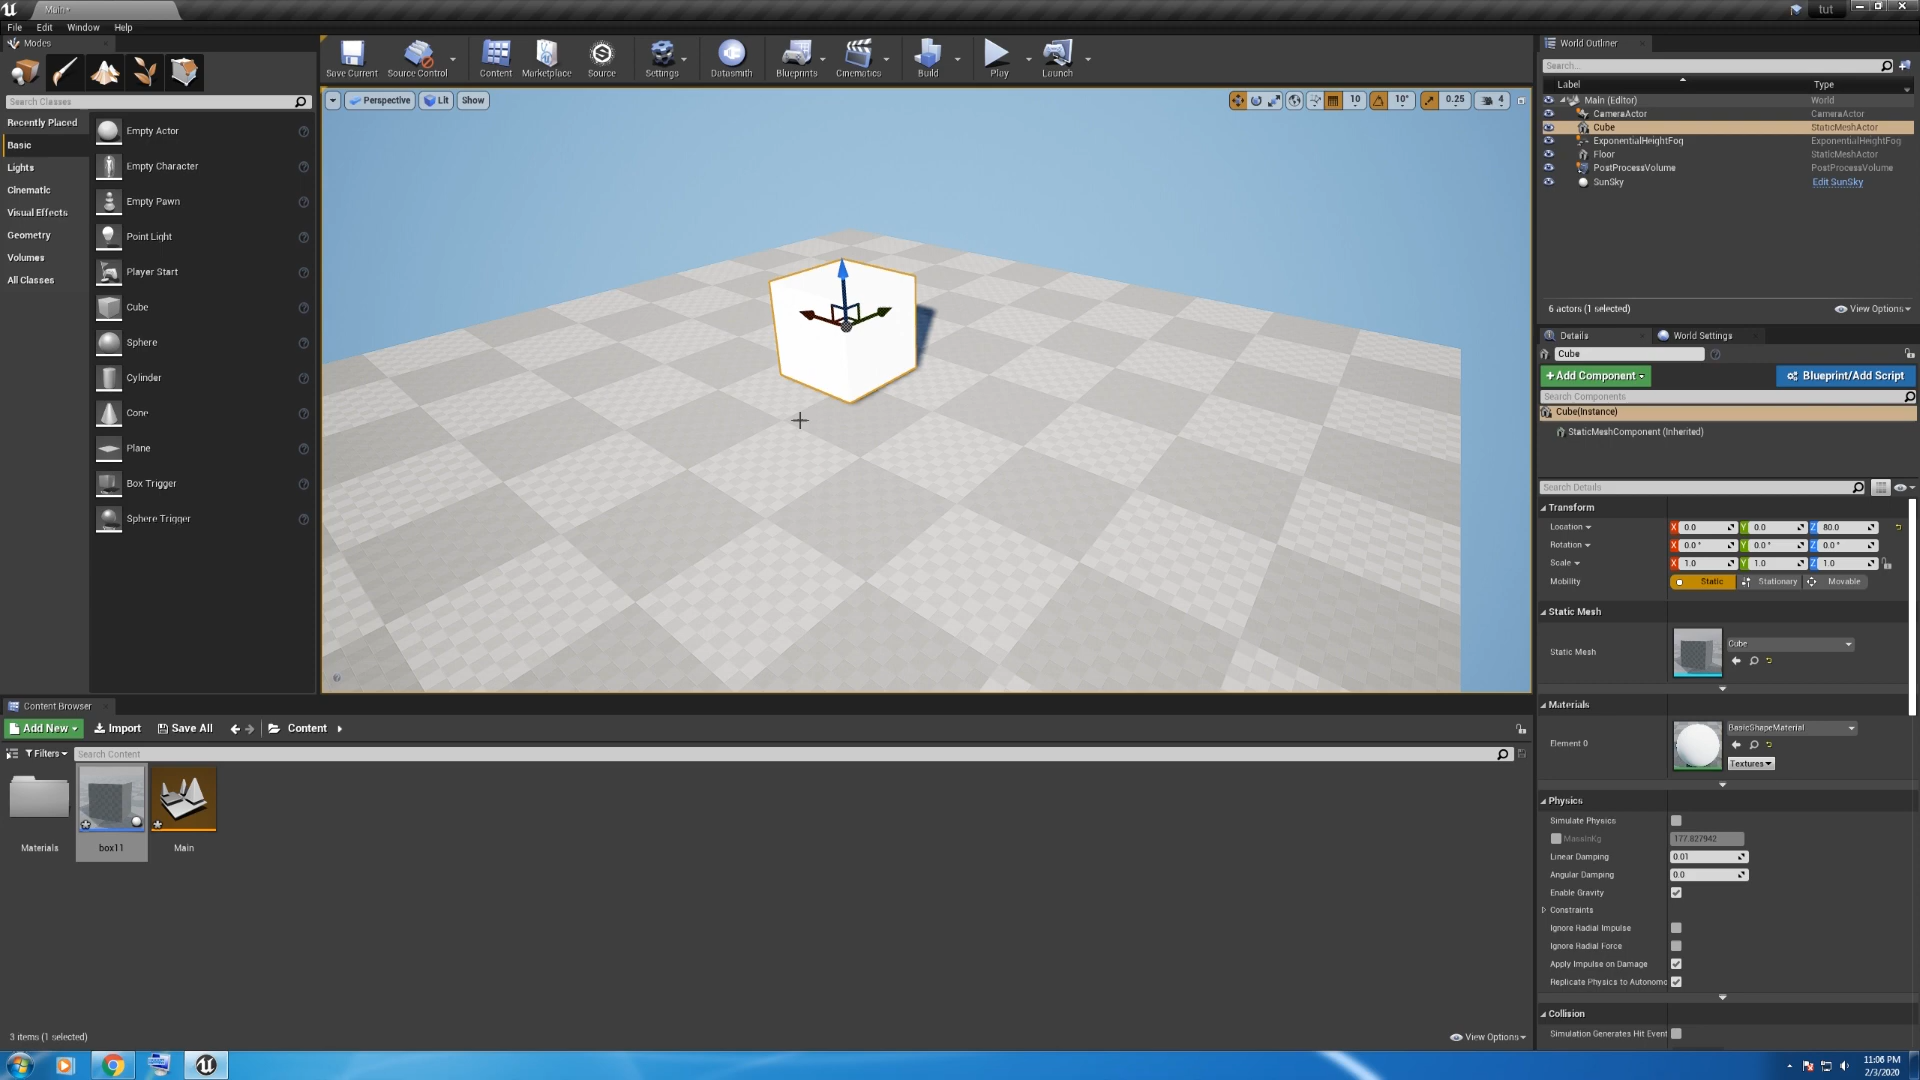 Main*
tut
File Edit Window Help
Modes
Search Classes
Recently Placed
Basic
Lights
Cinematic
Visual Effects
Geometry
Volumes
All Classes
Empty Actor
Empty Character
Empty Pawn
Point Light
Player Start
Cube
Sphere
Cylinder
Cone
Plane
Box Trigger
Sphere Trigger
Save Current Source Control Content Marketplace Source Settings Datasmith Blueprints Cinematics Build Play Launch
Perspective Lit Show
10 10° 0.25 4
World Outliner
Search...
Label Type
Main (Editor) World
CameraActor CameraActor
Cube StaticMeshActor
ExponentialHeightFog ExponentialHeightFog
Floor StaticMeshActor
PostProcessVolume PostProcessVolume
SunSky Edit SunSky
6 actors (1 selected) View Options
Details World Settings
Cube
+Add Component Blueprint/Add Script
Search Components
Cube(Instance)
StaticMeshComponent (Inherited)
Search Details
Transform
Location X 0.0 Y 0.0 Z 80.0
Rotation X 0.0° Y 0.0° Z 0.0°
Scale X 1.0 Y 1.0 Z 1.0
Mobility Static Stationary Movable
Static Mesh
Static Mesh Cube
Materials
Element 0 BasicShapeMaterial
Textures
Physics
Simulate Physics
MassInKg 177.827942
Linear Damping 0.01
Angular Damping 0.0
Enable Gravity
Constraints
Ignore Radial Impulse
Ignore Radial Force
Apply Impulse on Damage
Replicate Physics to Autonomo
Collision
Simulation Generates Hit Event
Content Browser
Add New Import Save All Content
Filters Search Content
Materials box11 Main
3 items (1 selected) View Options
11:06 PM
2/3/2020